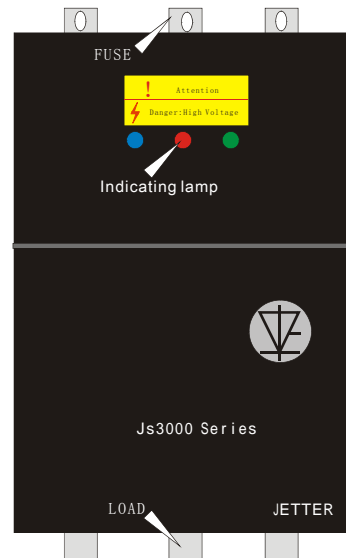 FUSE
! Attention
Danger:High Voltage
Indicating lamp
Js3000 Series
LOAD
JETTER